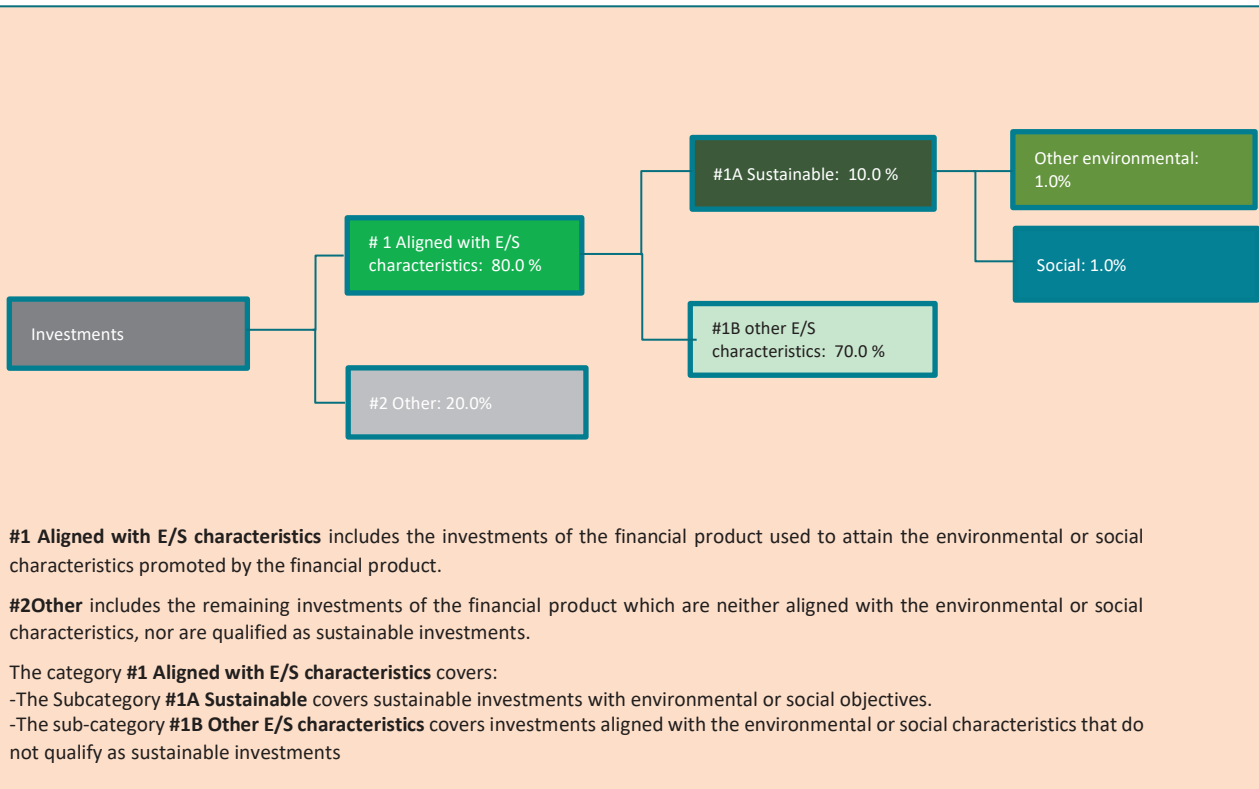 #1A Sustainable: 10.0 %
Other environmental:
1.0%
# 1 Aligned with E/S
characteristics: 80.0 %
Social: 1.0%
Investments
#1B other E/S
characteristics: 70.0 %
#2 Other: 20.0%
#1 Aligned with E/S characteristics includes the investments of the financial product used to attain the environmental or social
characteristics promoted by the financial product.
#2Other includes the remaining investments of the financial product which are neither aligned with the environmental or social
characteristics, nor are qualified as sustainable investments.
The category #1 Aligned with E/S characteristics covers:
-The Subcategory #1A Sustainable covers sustainable investments with environmental or social objectives.
-The sub-category #1B Other E/S characteristics covers investments aligned with the environmental or social characteristics that do
not qualify as sustainable investments